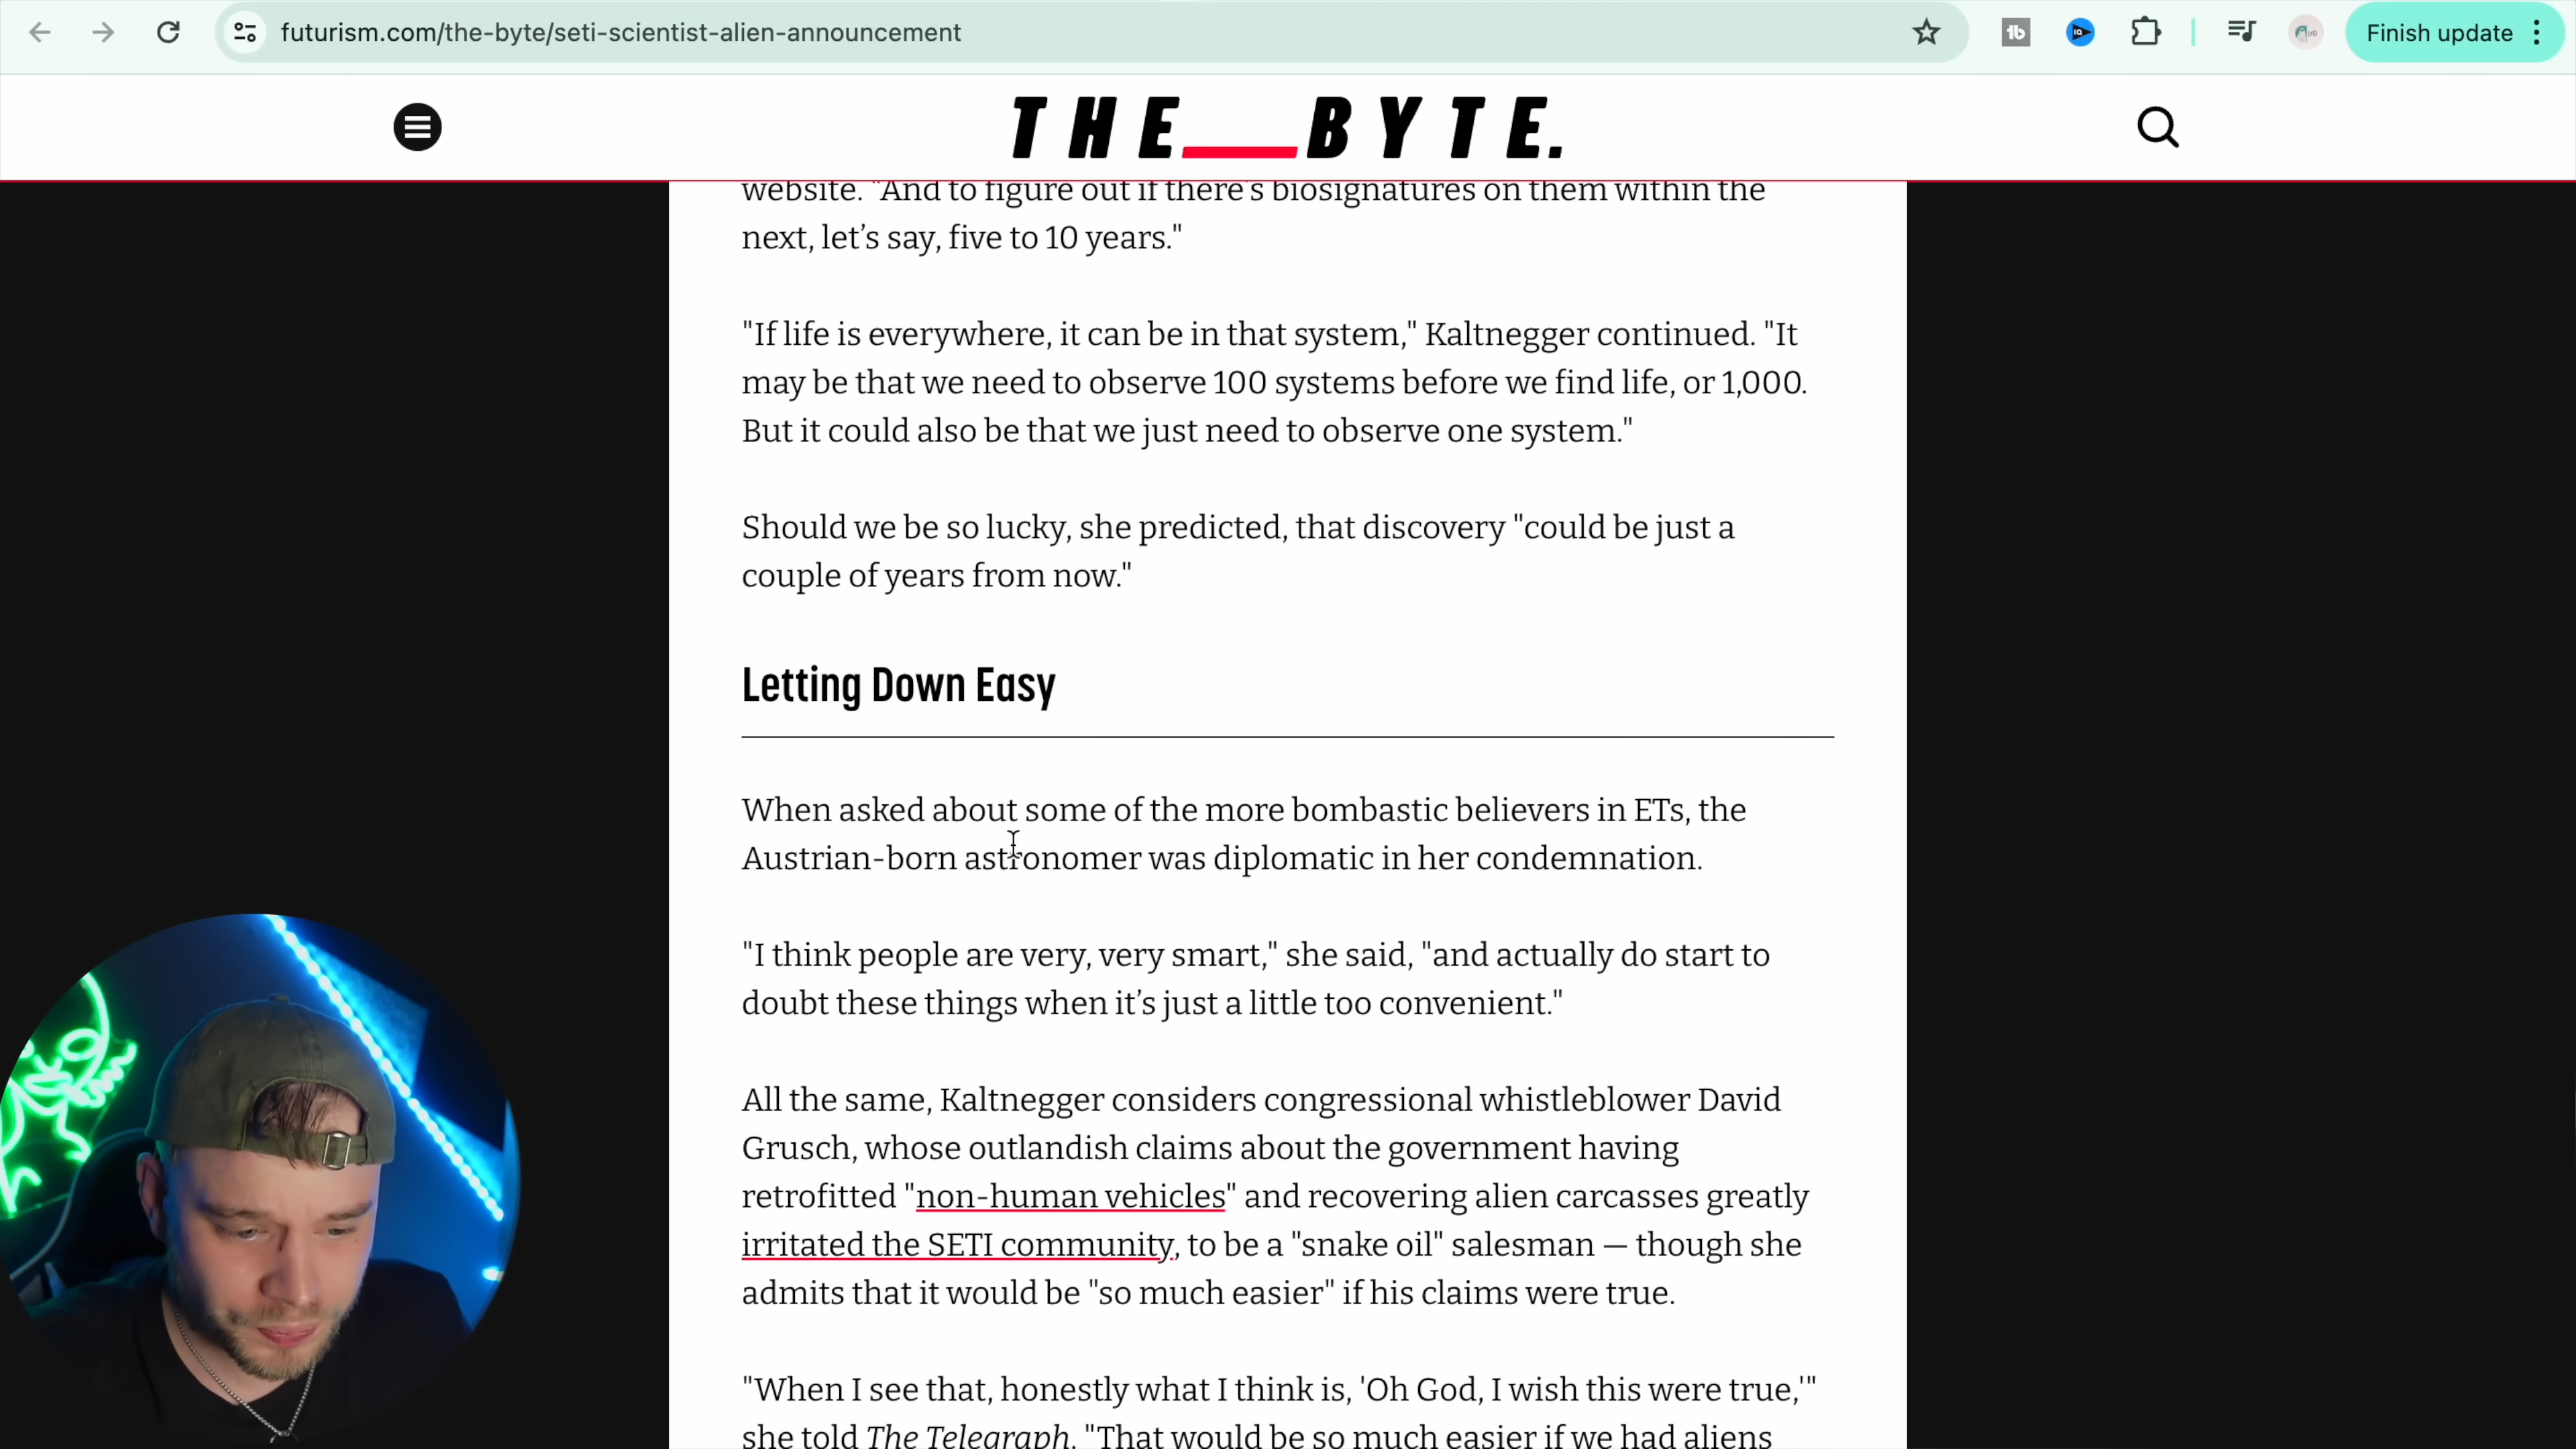 futurism.com/the-byte/seti-scientist-alien-announcement
Finish update
THE__BYTE.
website. "And to figure out if there's biosignatures on them within the
next, let’s say, five to 10 years."
"If life is everywhere, it can be in that system," Kaltnegger continued. "It
may be that we need to observe 100 systems before we find life, or 1,000.
But it could also be that we just need to observe one system."
Should we be so lucky, she predicted, that discovery "could be just a
couple of years from now."
Letting Down Easy
When asked about some of the more bombastic believers in ETs, the
Austrian-born astronomer was diplomatic in her condemnation.
"I think people are very, very smart," she said, "and actually do start to
doubt these things when it’s just a little too convenient."
All the same, Kaltnegger considers congressional whistleblower David
Grusch, whose outlandish claims about the government having
retrofitted "non-human vehicles" and recovering alien carcasses greatly
irritated the SETI community, to be a "snake oil" salesman — though she
admits that it would be "so much easier" if his claims were true.
"When I see that, honestly what I think is, 'Oh God, I wish this were true,'"
she told The Telegraph. "That would be so much easier if we had aliens